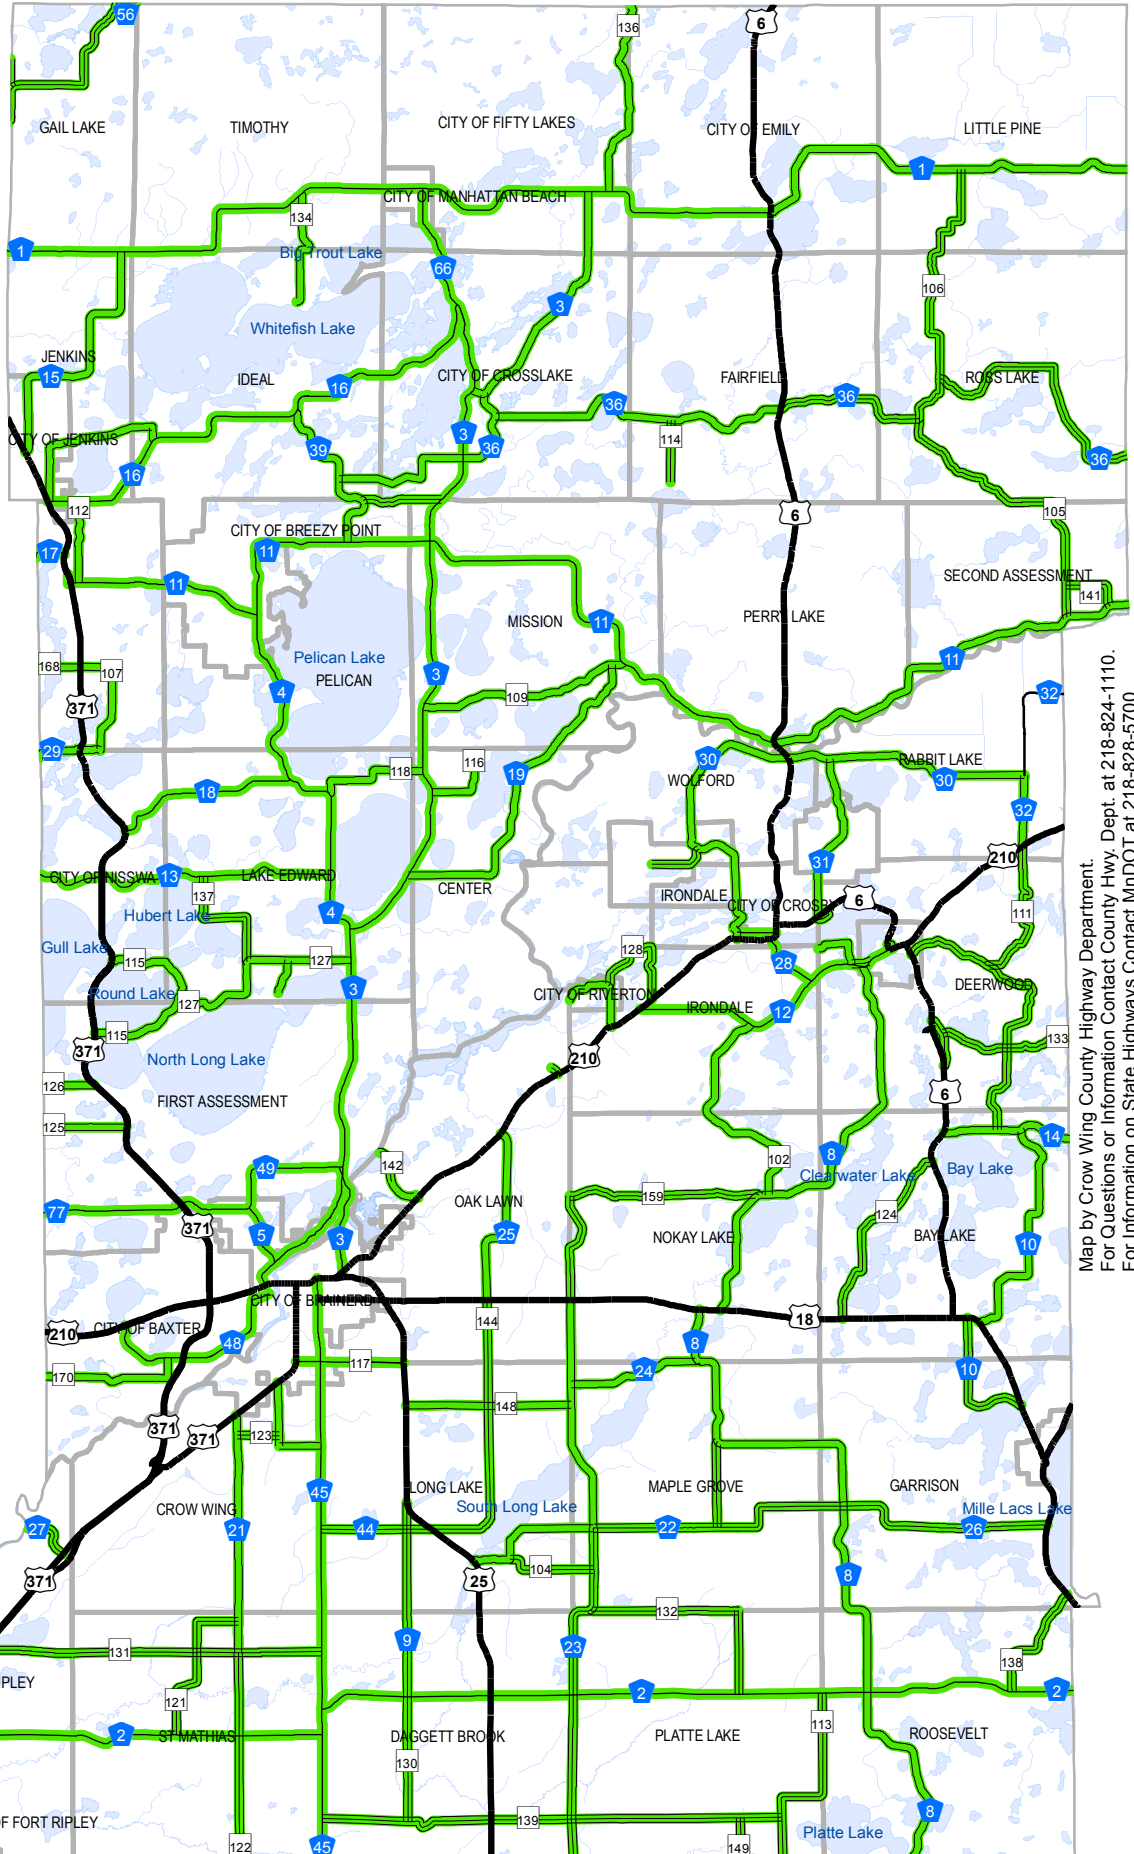 56
136
6
GAIL LAKE
TIMOTHY
CITY OF FIFTY LAKES
CITY OF EMILY
LITTLE PINE
1
CITY OF MANHATTAN BEACH
134
1
Big Trout Lake
66
106
3
Whitefish Lake
JENKINS
15
IDEAL
16
CITY OF CROSSLAKE
FAIRFIELD
ROSS LAKE
36
36
CITY OF JENKINS
39
3
36
114
36
16
112
105
6
CITY OF BREEZY POINT
17
11
11
SECOND ASSESSMENT
141
MISSION
11
PERRY LAKE
Pelican Lake
PELICAN
168
107
3
11
4
109
32
371
29
118
116
19
30
WOLFORD
RABBIT LAKE
30
18
32
210
31
CITY OF NISSWA
13
LAKE EDWARD
CENTER
137
IRONDALE
CITY OF CROSBY
6
Hubert Lake
4
111
Gull Lake
115
127
128
28
Round Lake
127
3
CITY OF RIVERTON
IRONDALE
12
DEERWOOD
115
371
North Long Lake
210
133
126
FIRST ASSESSMENT
6
125
14
49
142
102
8
Clearwater Lake
Bay Lake
77
371
5
3
OAK LAWN
25
159
NOKAY LAKE
124
BAY LAKE
10
CITY OF BRAINERD
210
CITY OF BAXTER
48
144
18
8
117
24
10
170
148
371
371
123
45
LONG LAKE
South Long Lake
MAPLE GROVE
GARRISON
Mille Lacs Lake
CROW WING
27
21
44
22
26
371
25
104
8
132
131
9
23
138
PLEY
121
2
2
2
ST MATHIAS
DAGGETT BROOK
PLATTE LAKE
113
ROOSEVELT
130
F FORT RIPLEY
139
8
Platte Lake
122
45
149
Map by Crow Wing County Highway Department.
For Questions or Information Contact County Hwy. Dept. at 218-824-1110.
For Information on State Highways Contact MnDOT at 218-828-5700